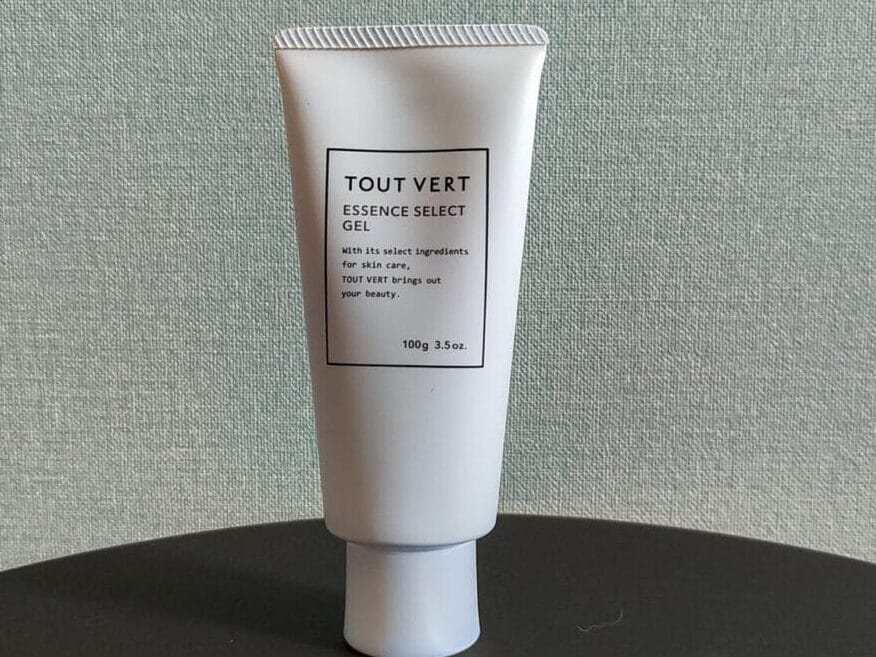 TOUT VERT
ESSENCE SELECT
GEL
With its select ingredients
for skin care,
TOUT VERT brings out
your beauty.
100g 3.5oz.